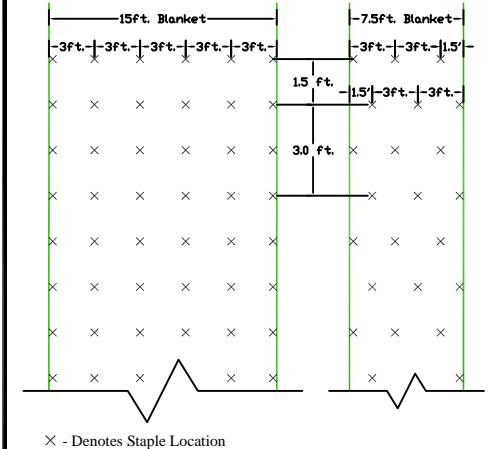 15ft. Blanket
7.5ft. Blanket
3ft. 3ft. 3ft. 3ft. 3ft.
3ft. 3ft. 1.5'
1.5 ft.
1.5' 3ft. 3ft.
3.0 ft.
× - Denotes Staple Location